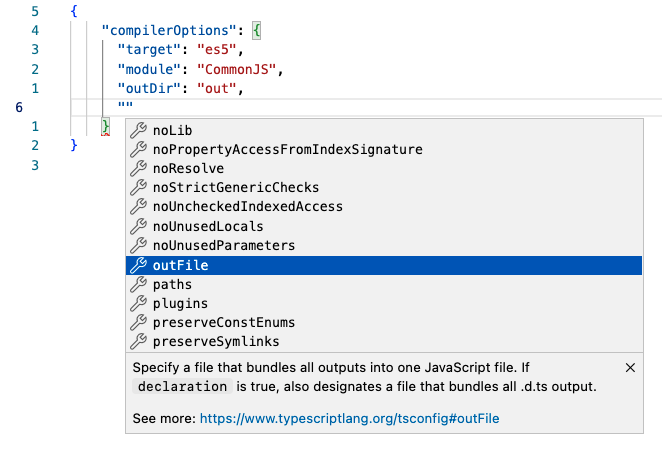 5 {
4 "compilerOptions": {
3 "target": "es5",
2 "module": "CommonJS",
1 "outDir": "out",
6 ""
1 }
2 }
3
noLib
noPropertyAccessFromIndexSignature
noResolve
noStrictGenericChecks
noUncheckedIndexedAccess
noUnusedLocals
noUnusedParameters
outFile
paths
plugins
preserveConstEnums
preserveSymlinks
Specify a file that bundles all outputs into one JavaScript file. If
declaration is true, also designates a file that bundles all .d.ts output.
See more: https://www.typescriptlang.org/tsconfig#outFile